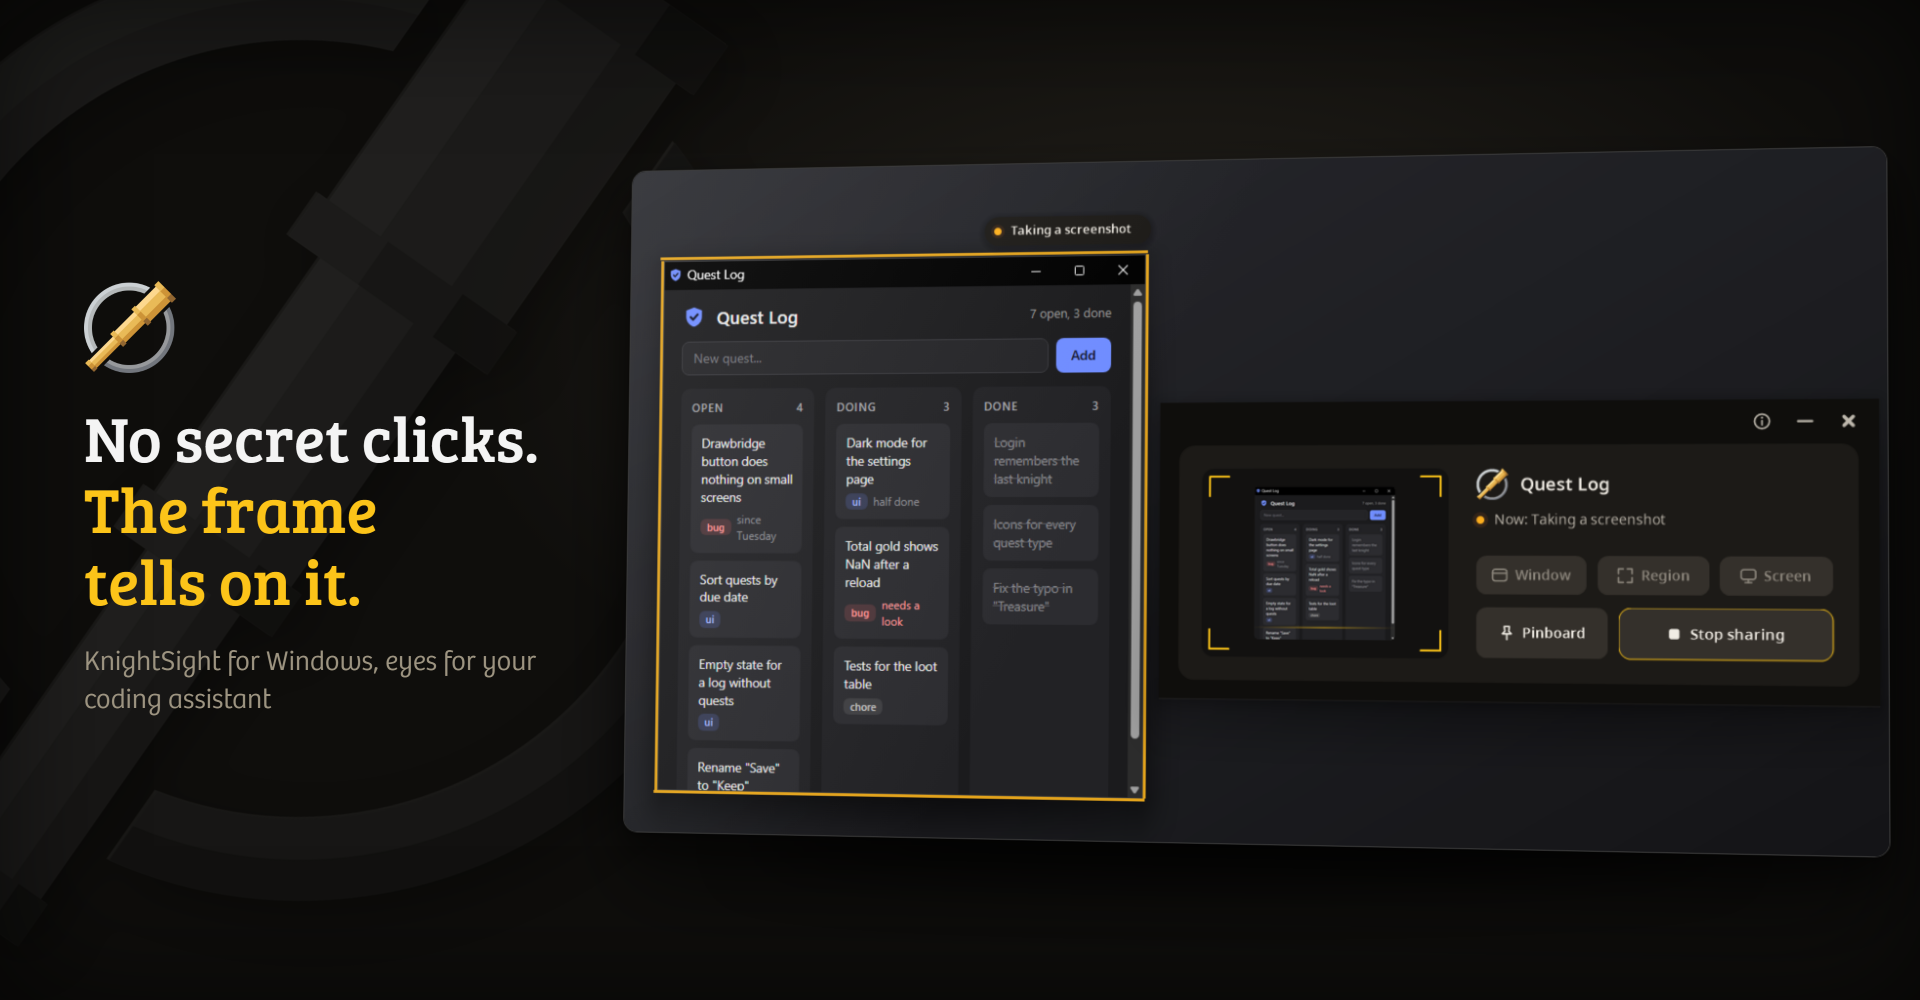 No secret clicks.
The frame
tells on it.
KnightSight for Windows, eyes for your
coding assistant
Taking a screenshot
Quest Log
Quest Log
7 open, 3 done
New quest...
Add
OPEN 4
Drawbridge
button does
nothing on small
screens
bug since
Tuesday
Sort quests by
due date
ui
Empty state for
a log without
quests
ui
Rename "Save"
to "Keep"
DOING 3
Dark mode for
the settings
page
ui half done
Total gold shows
NaN after a
reload
bug needs a
look
Tests for the loot
table
chore
DONE 3
Login
remembers the
last knight
Icons for every
quest type
Fix the typo in
"Treasure"
Quest Log
Now: Taking a screenshot
Window Region Screen
Pinboard Stop sharing